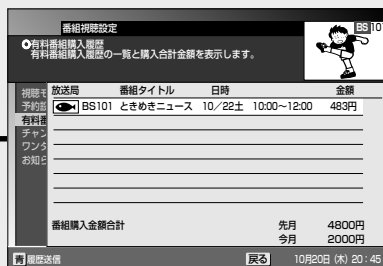 番組視聴設定
BS 10
有料番組購入履歴
有料番組購入履歴の一覧と購入合計金額を表示します。
視聴モ
予約設
有料番
チャン
ワンタ
お知ら
放送局 番組タイトル 日時 金額
BS101 ときめきニュース 10／22土 10:00〜12:00 483円
番組購入金額合計 先月 4800円
今月 2000円
青 履歴送信 戻る 10月20日(木) 20:45